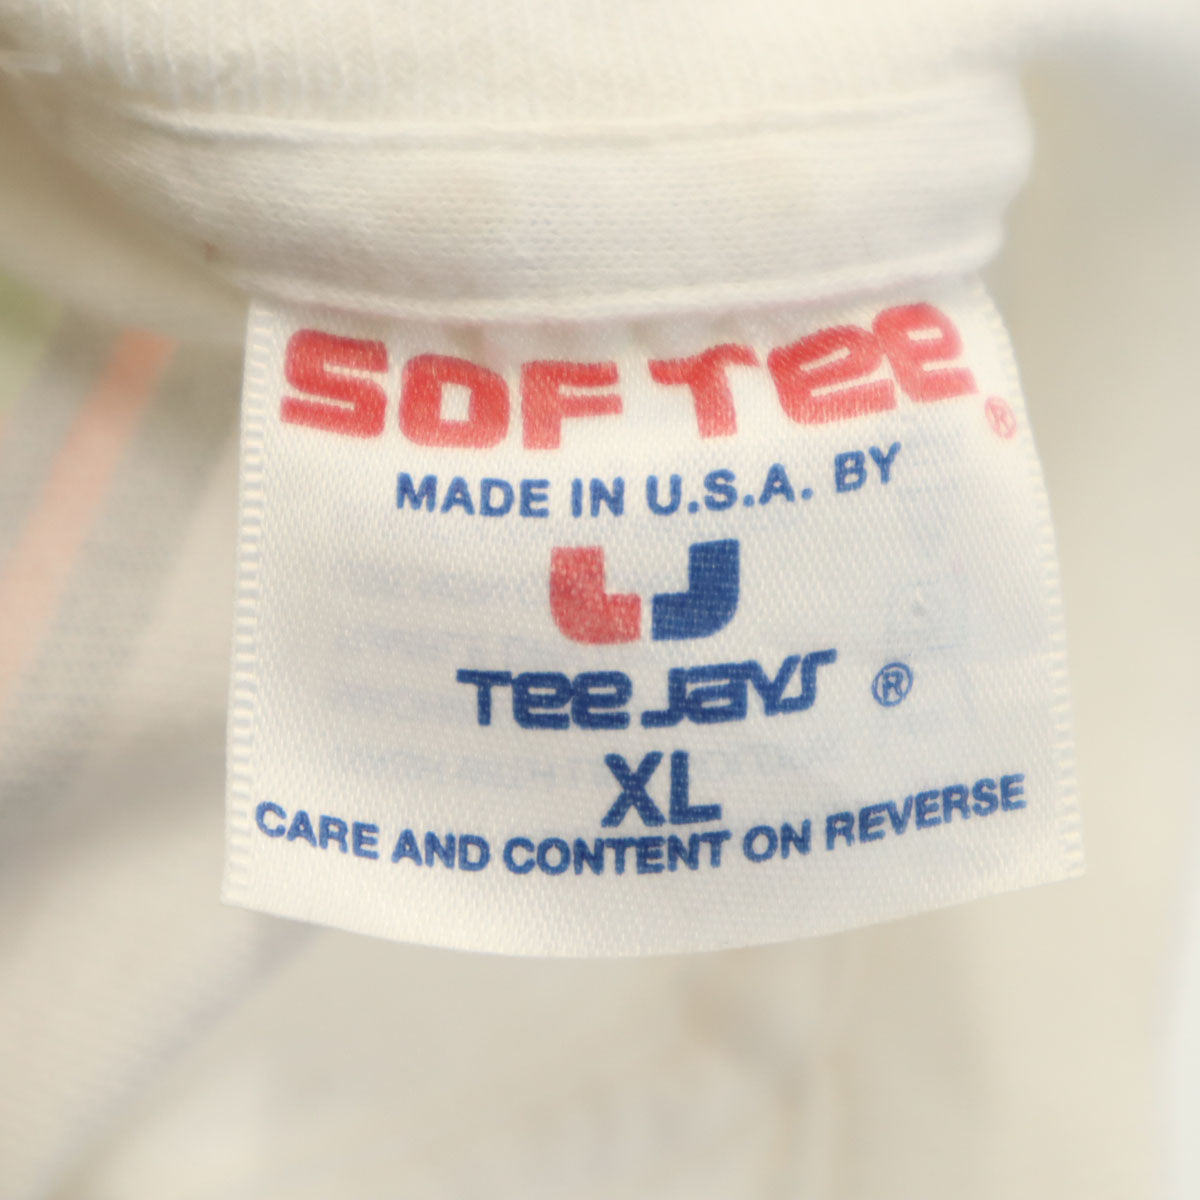 SOF TEE ®
MADE IN U.S.A. BY
TEE JAYS ®
XL
CARE AND CONTENT ON REVERSE